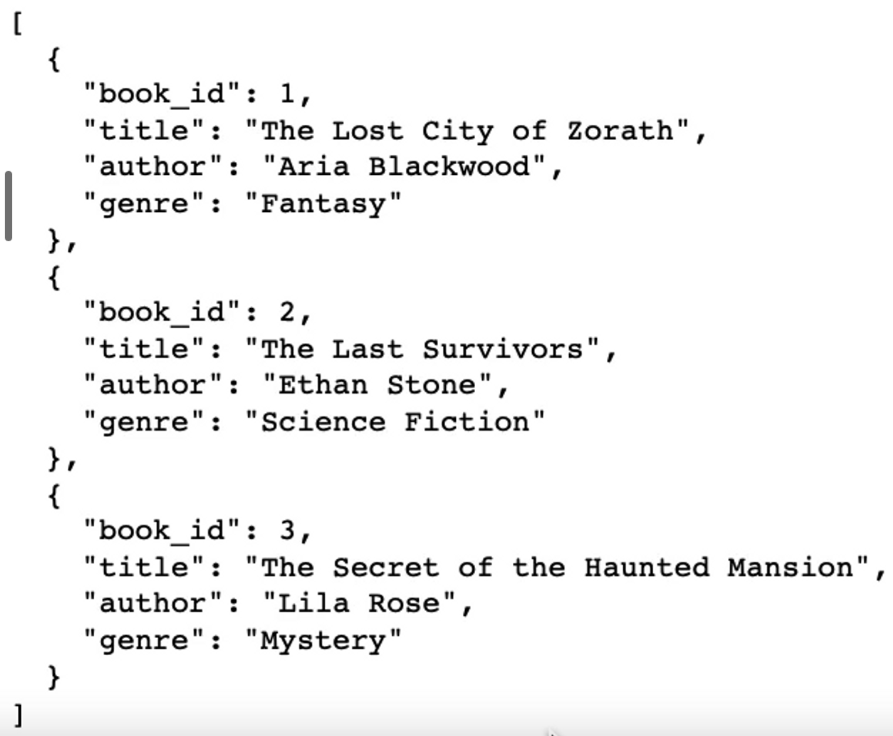 [
  {
    "book_id": 1,
    "title": "The Lost City of Zorath",
    "author": "Aria Blackwood",
    "genre": "Fantasy"
  },
  {
    "book_id": 2,
    "title": "The Last Survivors",
    "author": "Ethan Stone",
    "genre": "Science Fiction"
  },
  {
    "book_id": 3,
    "title": "The Secret of the Haunted Mansion",
    "author": "Lila Rose",
    "genre": "Mystery"
  }
]